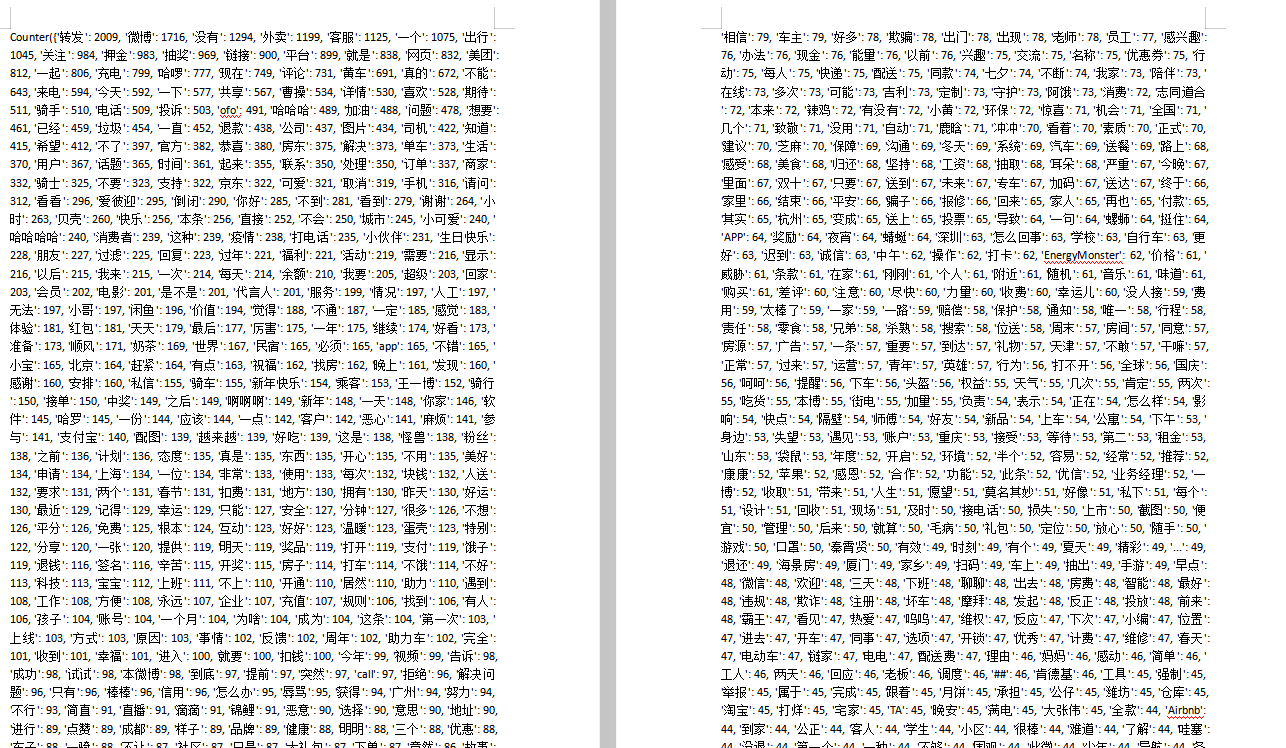 Counter({'转发': 2009, '微博': 1716, '没有': 1294, '外卖': 1199, '客服': 1125, '一个': 1075, '出行':
1045, '关注': 984, '押金': 983, '抽奖': 969, '链接': 900, '平台': 899, '就是': 838, '网页': 832, '美团':
812, '一起': 806, '充电': 799, '哈啰': 777, '现在': 749, '评论': 731, '黄车': 691, '真的': 672, '不能':
643, '来电': 594, '今天': 592, '一下': 577, '共享': 567, '曹操': 534, '详情': 530, '喜欢': 528, '期待':
511, '骑手': 510, '电话': 509, '投诉': 503, 'ofo': 491, '哈哈哈': 489, '加油': 488, '问题': 478, '想要':
461, '已经': 459, '垃圾': 454, '一直': 452, '退款': 438, '公司': 437, '图片': 434, '司机': 422, '知道':
415, '希望': 412, '不了': 397, '官方': 382, '恭喜': 380, '房东': 375, '解决': 373, '单车': 373, '生活':
370, '用户': 367, '话题': 365, '时间': 361, '起来': 355, '联系': 350, '处理': 350, '订单': 337, '商家':
332, '骑士': 325, '不要': 323, '支持': 322, '京东': 322, '可爱': 321, '取消': 319, '手机': 316, '请问':
312, '看看': 296, '爱彼迎': 295, '倒闭': 290, '你好': 285, '不到': 281, '看到': 279, '谢谢': 264, '小
时': 263, '贝壳': 260, '快乐': 256, '本条': 256, '直接': 252, '不会': 250, '城市': 245, '小可爱': 240, '
哈哈哈哈': 240, '消费者': 239, '这种': 239, '疫情': 238, '打电话': 235, '小伙伴': 231, '生日快乐':
228, '朋友': 227, '过滤': 225, '回复': 223, '过年': 221, '福利': 221, '活动': 219, '需要': 216, '显示':
216, '以后': 215, '我来': 215, '一次': 214, '每天': 214, '余额': 210, '我要': 205, '超级': 203, '回家':
203, '会员': 202, '电影': 201, '是不是': 201, '代言人': 201, '服务': 199, '情况': 197, '人工': 197, '
无法': 197, '小哥': 197, '闲鱼': 196, '价值': 194, '觉得': 188, '不通': 187, '一定': 185, '感觉': 183, '
体验': 181, '红包': 181, '天天': 179, '最后': 177, '厉害': 175, '一年': 175, '继续': 174, '好看': 173, '
准备': 173, '顺风': 171, '奶茶': 169, '世界': 167, '民宿': 165, '必须': 165, 'app': 165, '不错': 165, '
小宝': 165, '北京': 164, '赶紧': 164, '有点': 163, '祝福': 162, '找房': 162, '晚上': 161, '发现': 160, '
感谢': 160, '安排': 160, '私信': 155, '骑车': 155, '新年快乐': 154, '乘客': 153, '王一博': 152, '骑行
': 150, '接单': 150, '中奖': 149, '之后': 149, '啊啊啊': 149, '新年': 148, '一天': 148, '你家': 146, '软
件': 145, '哈罗': 145, '一份': 144, '应该': 144, '一点': 142, '客户': 142, '恶心': 141, '麻烦': 141, '参
与': 141, '支付宝': 140, '配图': 139, '越来越': 139, '好吃': 139, '这是': 138, '怪兽': 138, '粉丝':
138, '之前': 136, '计划': 136, '态度': 135, '真是': 135, '东西': 135, '开心': 135, '不用': 135, '美好':
134, '申请': 134, '上海': 134, '一位': 134, '非常': 133, '使用': 133, '每次': 132, '块钱': 132, '人送
': 132, '要求': 131, '两个': 131, '春节': 131, '扣费': 131, '地方': 130, '拥有': 130, '昨天': 130, '好运
': 130, '最近': 129, '记得': 129, '幸运': 129, '只能': 127, '安全': 127, '分钟': 127, '很多': 126, '不想
': 126, '平分': 126, '免费': 125, '根本': 124, '互动': 123, '好好': 123, '温暖': 123, '蛋壳': 123, '特别':
122, '分享': 120, '一张': 120, '提供': 119, '明天': 119, '奖品': 119, '打开': 119, '支付': 119, '饿子':
119, '退钱': 116, '签名': 116, '辛苦': 115, '开奖': 115, '房子': 114, '打车': 114, '不饿': 114, '不好':
113, '科技': 113, '宝宝': 112, '上班': 111, '不上': 110, '开通': 110, '居然': 110, '助力': 110, '遇到':
108, '工作': 108, '方便': 108, '永远': 107, '企业': 107, '充值': 107, '规则': 106, '找到': 106, '有人':
106, '孩子': 104, '账号': 104, '一个月': 104, '为啥': 104, '成为': 104, '这条': 104, '第一次': 103, '
上线': 103, '方式': 103, '原因': 103, '事情': 102, '反馈': 102, '周年': 102, '助力车': 102, '完全':
101, '收到': 101, '幸福': 101, '进入': 100, '就要': 100, '扣钱': 100, '今年': 99, '视频': 99, '告诉': 98,
'成功': 98, '试试': 98, '本微博': 98, '到底': 97, '提前': 97, '突然': 97, 'call': 97, '拒绝': 96, '解决问
题': 96, '只有': 96, '棒棒': 96, '信用': 96, '怎么办': 95, '辱骂': 95, '获得': 94, '广州': 94, '努力': 94,
'不行': 93, '简直': 91, '直播': 91, '滴滴': 91, '锦鲤': 91, '恶意': 90, '选择': 90, '意思': 90, '地址': 90,
'进行': 89, '点赞': 89, '成都': 89, '样子': 89, '品牌': 89, '健康': 88, '明明': 88, '三个': 88, '优惠': 88,
'车子': 88, '一晚': 88, '不让': 87, '社区': 87, '只是': 87, '大礼包': 87, '下单': 87, '竟然': 86, '故事':
'相信': 79, '车主': 79, '好多': 78, '欺骗': 78, '出门': 78, '出现': 78, '老师': 78, '员工': 77, '感兴趣':
76, '办法': 76, '现金': 76, '能量': 76, '以前': 76, '兴趣': 75, '交流': 75, '名称': 75, '优惠券': 75, '行
动': 75, '每人': 75, '快递': 75, '配送': 75, '同款': 74, '七夕': 74, '不断': 74, '我家': 73, '陪伴': 73, '
在线': 73, '多次': 73, '可能': 73, '吉利': 73, '定制': 73, '守护': 73, '阿饿': 73, '消费': 72, '志同道合
': 72, '本来': 72, '辣鸡': 72, '有没有': 72, '小黄': 72, '环保': 72, '惊喜': 71, '机会': 71, '全国': 71, '
几个': 71, '致敬': 71, '没用': 71, '自动': 71, '鹿晗': 71, '冲冲': 70, '看着': 70, '素质': 70, '正式': 70,
'建议': 70, '芝麻': 70, '保障': 69, '沟通': 69, '冬天': 69, '系统': 69, '汽车': 69, '送餐': 69, '路上': 68,
'感受': 68, '美食': 68, '归还': 68, '坚持': 68, '工资': 68, '抽取': 68, '耳朵': 68, '严重': 67, '今晚': 67,
'里面': 67, '双十': 67, '只要': 67, '送到': 67, '未来': 67, '专车': 67, '加码': 67, '送达': 67, '终于': 66,
'家里': 66, '结束': 66, '平安': 66, '骗子': 66, '报修': 66, '回来': 65, '家人': 65, '再也': 65, '付款': 65,
'其实': 65, '杭州': 65, '变成': 65, '送上': 65, '投票': 65, '导致': 64, '一句': 64, '螺蛳': 64, '挺住': 64,
'APP': 64, '奖励': 64, '夜宵': 64, '蜻蜓': 64, '深圳': 63, '怎么回事': 63, '学校': 63, '自行车': 63, '更
好': 63, '迟到': 63, '诚信': 63, '中午': 62, '操作': 62, '打卡': 62, 'EnergyMonster': 62, '价格': 61, '
威胁': 61, '条款': 61, '在家': 61, '刚刚': 61, '个人': 61, '附近': 61, '随机': 61, '音乐': 61, '味道': 61,
'购买': 61, '差评': 60, '注意': 60, '尽快': 60, '力量': 60, '收费': 60, '幸运儿': 60, '没人接': 59, '费
用': 59, '太棒了': 59, '一家': 59, '一路': 59, '赔偿': 58, '保护': 58, '通知': 58, '唯一': 58, '行程': 58,
'责任': 58, '零食': 58, '兄弟': 58, '杀熟': 58, '搜索': 58, '位送': 58, '周末': 57, '房间': 57, '同意': 57,
'房源': 57, '广告': 57, '一条': 57, '重要': 57, '到达': 57, '礼物': 57, '天津': 57, '不敢': 57, '干嘛': 57,
'正常': 57, '过来': 57, '运营': 57, '青年': 57, '英雄': 57, '行为': 56, '打不开': 56, '全球': 56, '国庆':
56, '呵呵': 56, '提醒': 56, '下车': 56, '头盔': 56, '权益': 55, '天气': 55, '几次': 55, '肯定': 55, '两次':
55, '吃货': 55, '本博': 55, '街电': 55, '加量': 55, '负责': 54, '表示': 54, '正在': 54, '怎么样': 54, '影
响': 54, '快点': 54, '隔壁': 54, '师傅': 54, '好友': 54, '新品': 54, '上车': 54, '公寓': 54, '下午': 53, '
身边': 53, '失望': 53, '遇见': 53, '账户': 53, '重庆': 53, '接受': 53, '等待': 53, '第二': 53, '租金': 53,
'山东': 53, '袋鼠': 53, '年度': 52, '开启': 52, '环境': 52, '半个': 52, '容易': 52, '经常': 52, '推荐': 52,
'康康': 52, '苹果': 52, '感恩': 52, '合作': 52, '功能': 52, '此条': 52, '优信': 52, '业务经理': 52, '一
博': 52, '收取': 51, '带来': 51, '人生': 51, '愿望': 51, '莫名其妙': 51, '好像': 51, '私下': 51, '每个':
51, '设计': 51, '回收': 51, '现场': 51, '及时': 50, '接电话': 50, '损失': 50, '上市': 50, '截图': 50, '便
宜': 50, '管理': 50, '后来': 50, '就算': 50, '毛病': 50, '礼包': 50, '定位': 50, '放心': 50, '随手': 50, '
游戏': 50, '口罩': 50, '秦霄贤': 50, '有效': 49, '时刻': 49, '有个': 49, '夏天': 49, '精彩': 49, '...': 49,
'退还': 49, '海景房': 49, '厦门': 49, '家乡': 49, '扫码': 49, '车上': 49, '抽出': 49, '手游': 49, '早点':
48, '微信': 48, '欢迎': 48, '三天': 48, '下班': 48, '聊聊': 48, '出去': 48, '房费': 48, '智能': 48, '最好':
48, '违规': 48, '欺诈': 48, '注册': 48, '坏车': 48, '摩拜': 48, '发起': 48, '反正': 48, '投放': 48, '前来':
48, '霸王': 47, '看见': 47, '热爱': 47, '呜呜': 47, '维权': 47, '反应': 47, '下次': 47, '小编': 47, '位置':
47, '进去': 47, '开车': 47, '同事': 47, '选项': 47, '开锁': 47, '优秀': 47, '计费': 47, '维修': 47, '春天':
47, '电动车': 47, '链家': 47, '电电': 47, '配送费': 47, '理由': 46, '妈妈': 46, '感动': 46, '简单': 46, '
工人': 46, '两天': 46, '回应': 46, '老板': 46, '调度': 46, '##': 46, '肯德基': 46, '工具': 45, '强制': 45,
'举报': 45, '属于': 45, '完成': 45, '跟着': 45, '月饼': 45, '承担': 45, '公仔': 45, '潍坊': 45, '仓库': 45,
'淘宝': 45, '打烊': 45, '宅家': 45, 'TA': 45, '晚安': 45, '满电': 45, '大张伟': 45, '全款': 44, 'Airbnb':
44, '到家': 44, '公正': 44, '客人': 44, '学生': 44, '小区': 44, '很棒': 44, '难道': 44, '了解': 44, '哇塞':